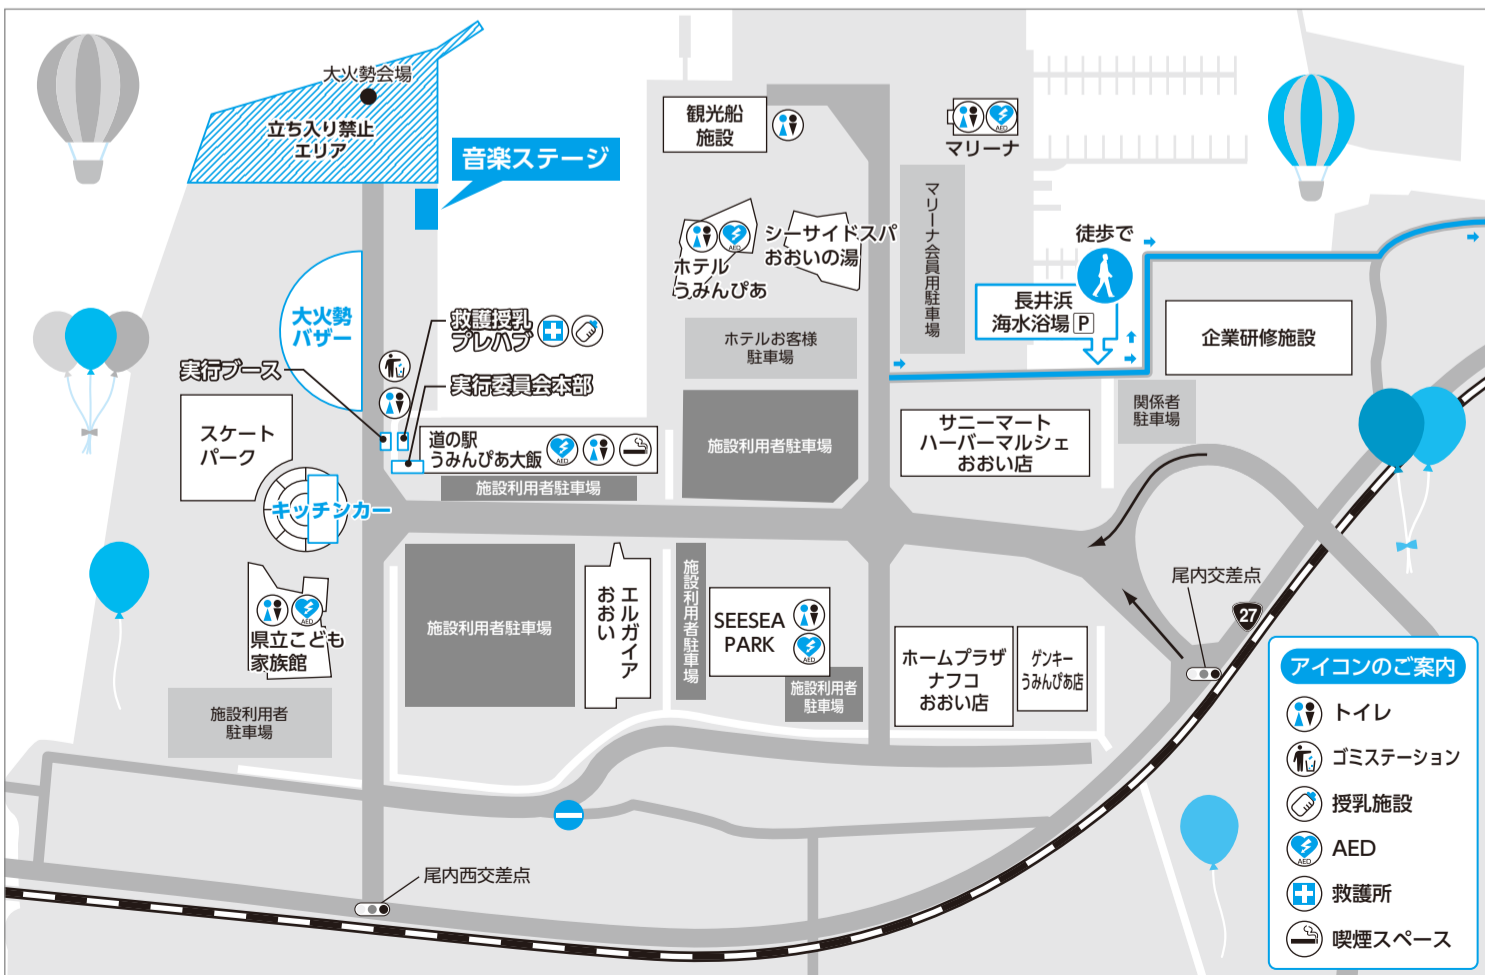 大火勢会場
立ち入り禁止
エリア
音楽ステージ
観光船
施設
AED
マリーナ
マリーナ会員用駐車場
AED
ホテル
うみんぴあ
シーサイドスパ
おおいの湯
徒歩で
長井浜
海水浴場 P
企業研修施設
大火勢
バザー
救護授乳
プレハブ
ホテルお客様
駐車場
実行ブース
実行委員会本部
関係者
駐車場
スケート
パーク
道の駅
うみんぴあ大飯
AED
施設利用者駐車場
施設利用者駐車場
サニーマート
ハーバーマルシェ
おおい店
キッチンカー
尾内交差点
27
AED
県立こども
家族館
施設利用者駐車場
エルガイア
おおい
施設利用者駐車場
SEESEA
PARK
AED
施設利用者
駐車場
ホームプラザ
ナフコ
おおい店
ゲンキー
うみんぴあ店
施設利用者
駐車場
尾内西交差点
アイコンのご案内
トイレ
ゴミステーション
授乳施設
AED
AED
救護所
喫煙スペース